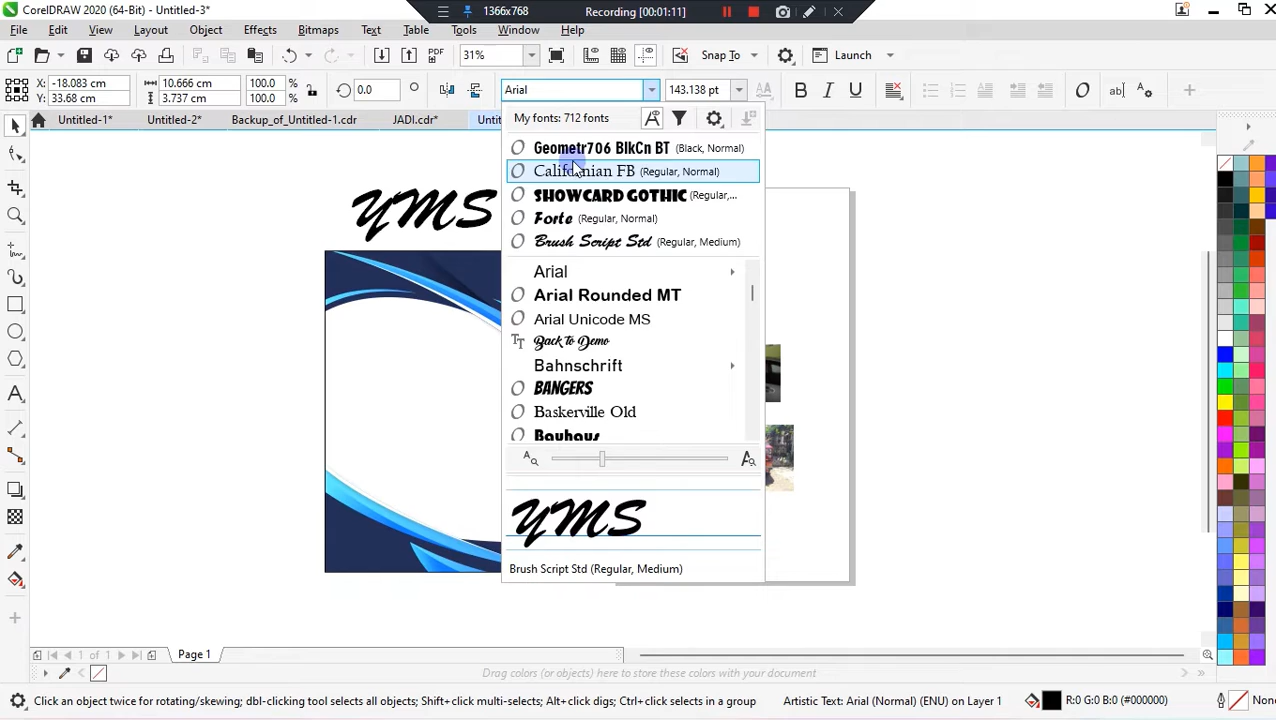 CorelDRAW 2020 (64-Bit) - Untitled-3*
1366x768
Recording [00:01:11]
File Edit View Layout Object Effects Bitmaps Text Table Tools Window Help
PDF
31%
Snap To
Launch
X: -18.083 cm
Y: 33.68 cm
10.666 cm
3.737 cm
100.0 %
100.0 %
0.0
Arial
143.138 pt
B I U
ab|
Untitled-1*
Untitled-2*
Backup_of_Untitled-1.cdr
JADI.cdr*
My fonts: 712 fonts
Geometr706 BlkCn BT (Black, Normal)
Californian FB (Regular, Normal)
SHOWCARD GOTHIC (Regular,...
Forte (Regular, Normal)
Brush Script Std (Regular, Medium)
Arial
Arial Rounded MT
Arial Unicode MS
Back to Demo
Bahnschrift
BANGERS
Baskerville Old
Bauhaus
YMS
YMS
Brush Script Std (Regular, Medium)
1 of 1
Page 1
Drag colors (or objects) here to store these colors with your document
Click an object twice for rotating/skewing; dbl-clicking tool selects all objects; Shift+click multi-selects; Alt+click digs; Ctrl+click selects in a group
Artistic Text: Arial (Normal) (ENU) on Layer 1
R:0 G:0 B:0 (#000000)